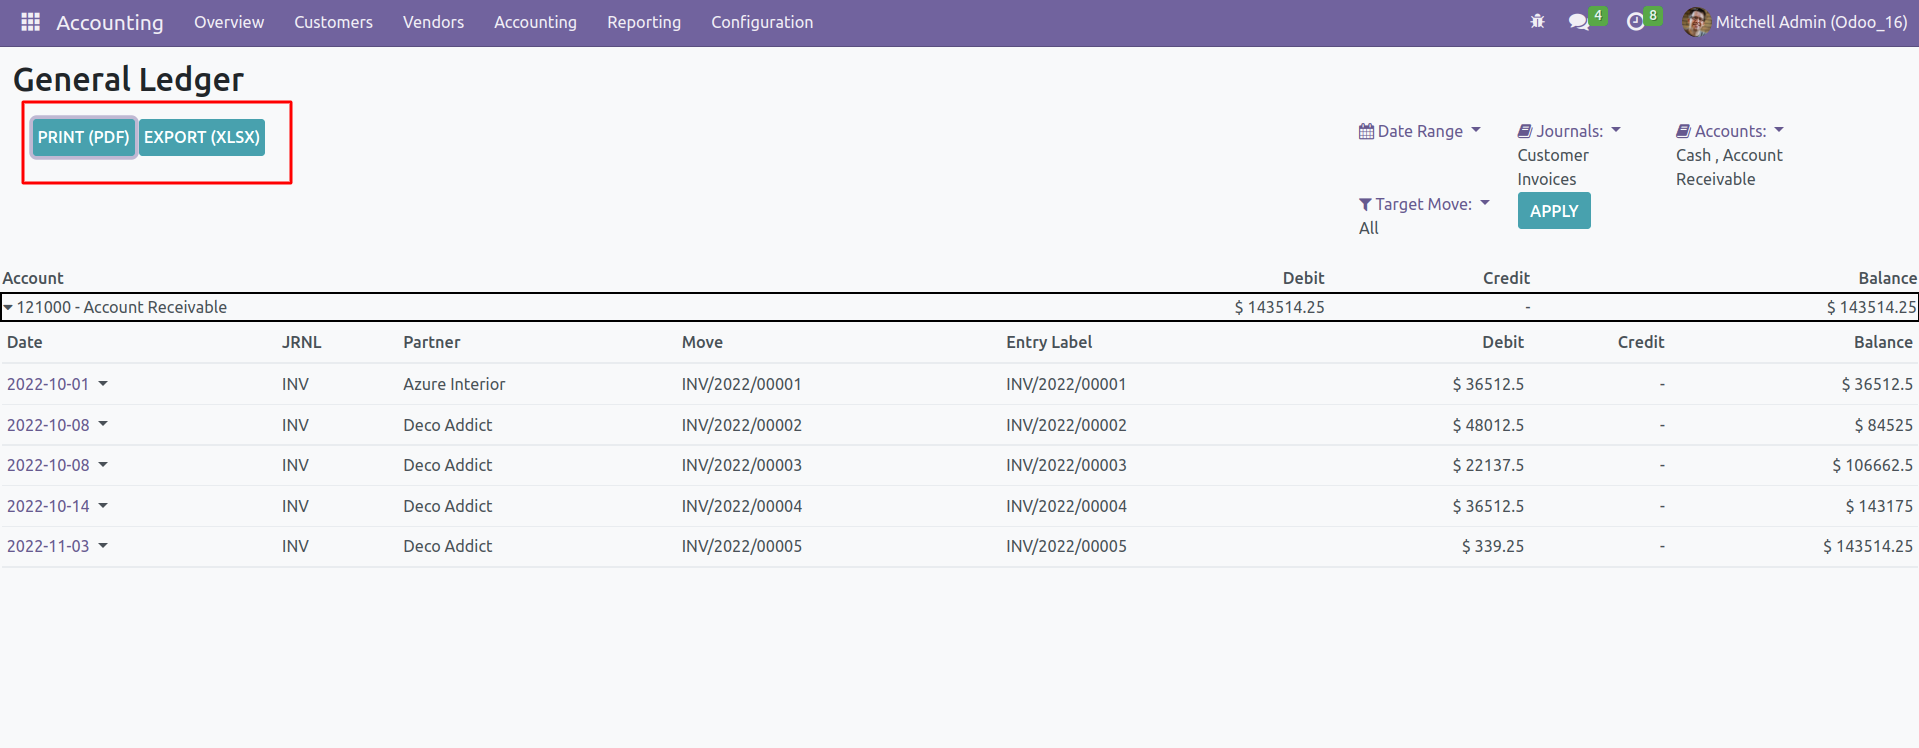 Accounting Overview Customers Vendors Accounting Reporting Configuration 4 8 Mitchell Admin (Odoo_16)
General Ledger
PRINT (PDF) EXPORT (XLSX)
Date Range Journals: Accounts:
Customer Cash , Account
Invoices Receivable
Target Move: APPLY
All
Account Debit Credit Balance
121000 - Account Receivable $ 143514.25 - $ 143514.25
Date JRNL Partner Move Entry Label Debit Credit Balance
2022-10-01 INV Azure Interior INV/2022/00001 INV/2022/00001 $ 36512.5 - $ 36512.5
2022-10-08 INV Deco Addict INV/2022/00002 INV/2022/00002 $ 48012.5 - $ 84525
2022-10-08 INV Deco Addict INV/2022/00003 INV/2022/00003 $ 22137.5 - $ 106662.5
2022-10-14 INV Deco Addict INV/2022/00004 INV/2022/00004 $ 36512.5 - $ 143175
2022-11-03 INV Deco Addict INV/2022/00005 INV/2022/00005 $ 339.25 - $ 143514.25